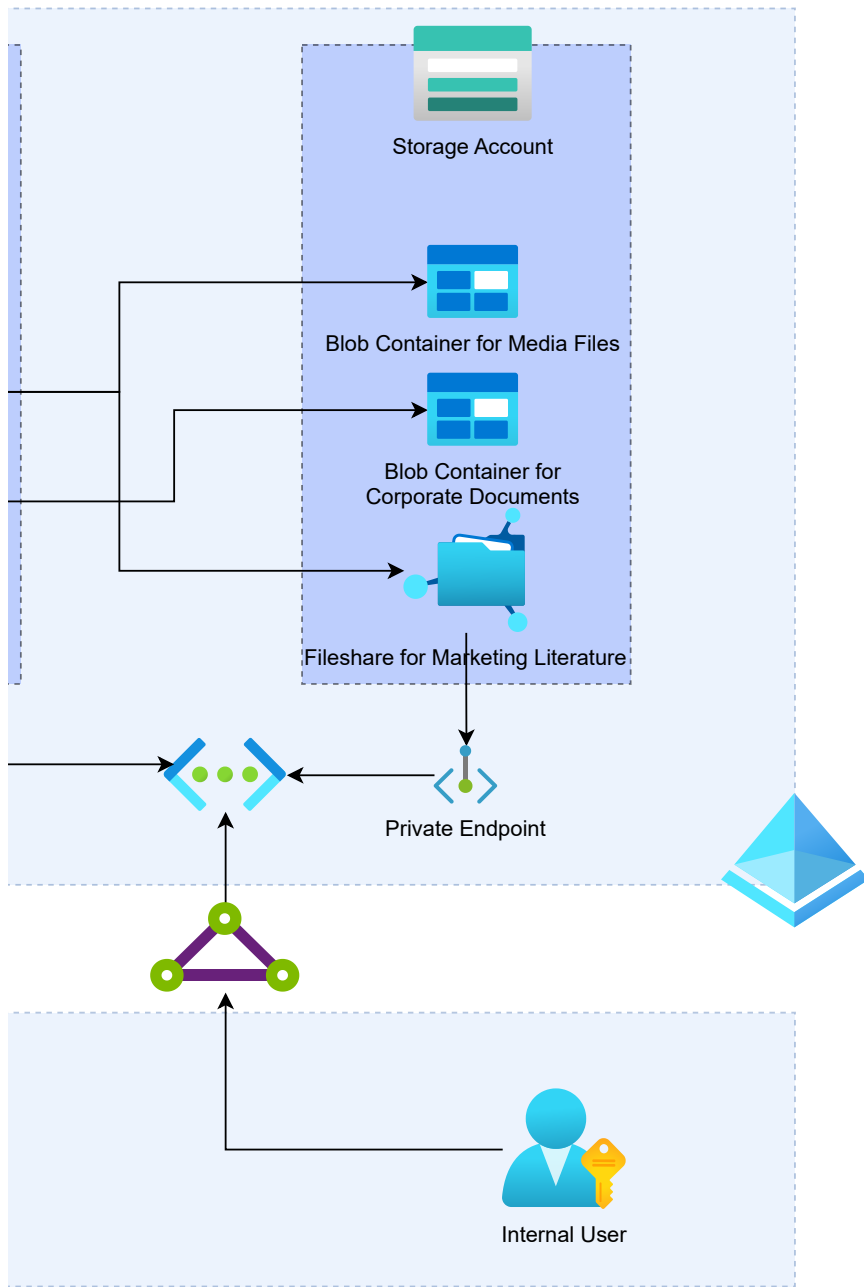 Storage Account
Blob Container for Media Files
Blob Container for
Corporate Documents
Fileshare for Marketing Literature
Private Endpoint
Internal User